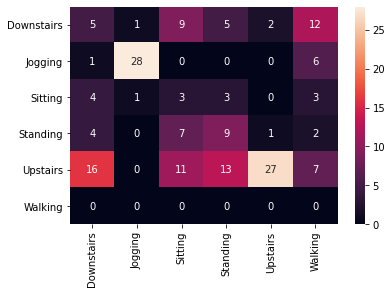 Downstairs 5 1 9 5 2 12
Jogging 1 28 0 0 0 6
Sitting 4 1 3 3 0 3
Standing 4 0 7 9 1 2
Upstairs 16 0 11 13 27 7
Walking 0 0 0 0 0 0
Downstairs Jogging Sitting Standing Upstairs Walking
25
20
15
10
5
0